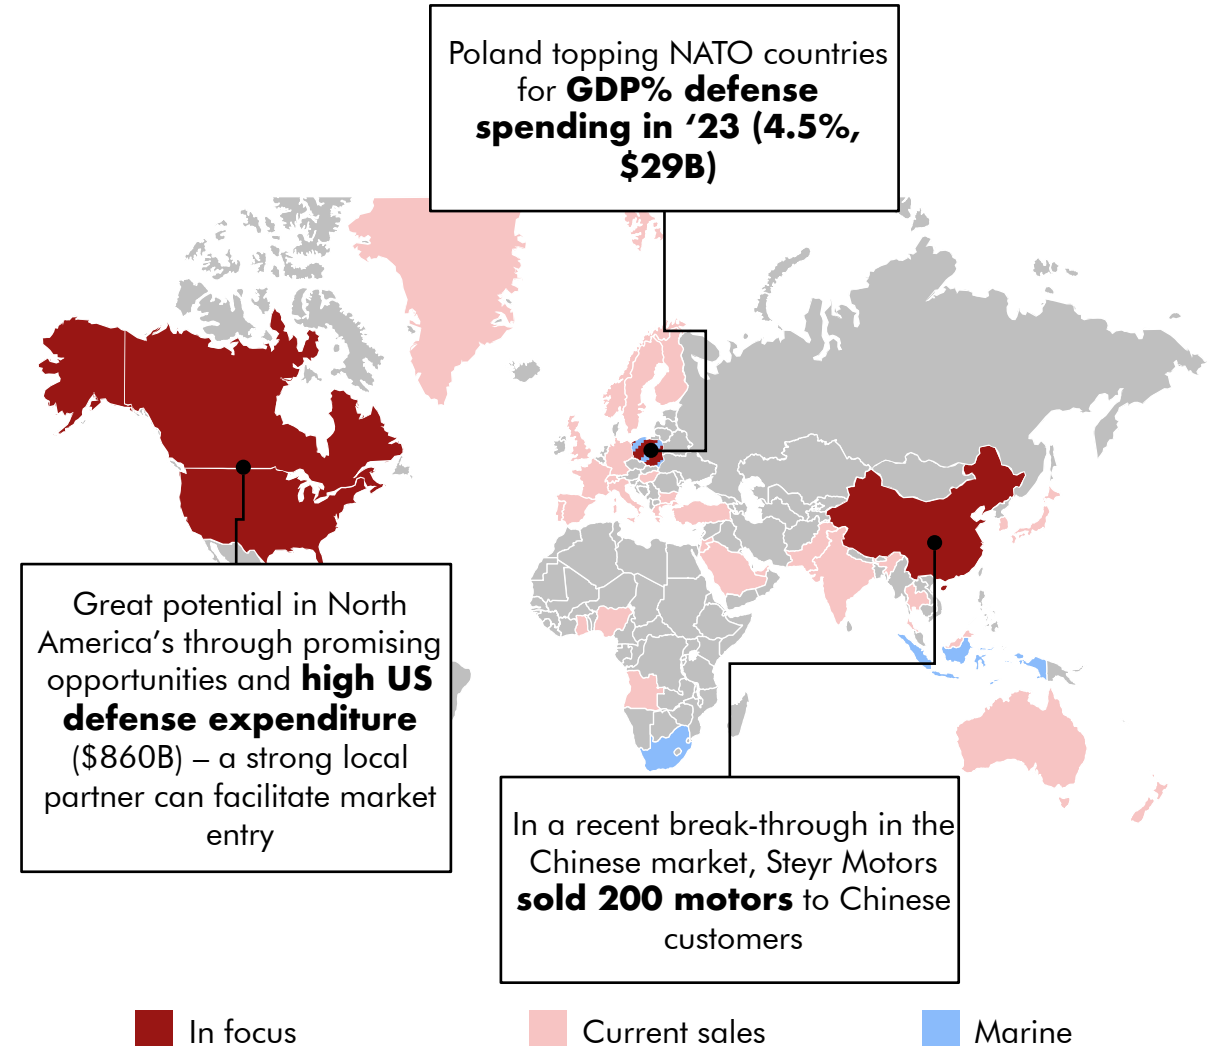 Poland topping NATO countries
for GDP% defense
spending in ‘23 (4.5%,
$29B)
Great potential in North
America’s through promising
opportunities and high US
defense expenditure
($860B) – a strong local
partner can facilitate market
entry
In a recent break-through in the
Chinese market, Steyr Motors
sold 200 motors to Chinese
customers
In focus
Current sales
Marine